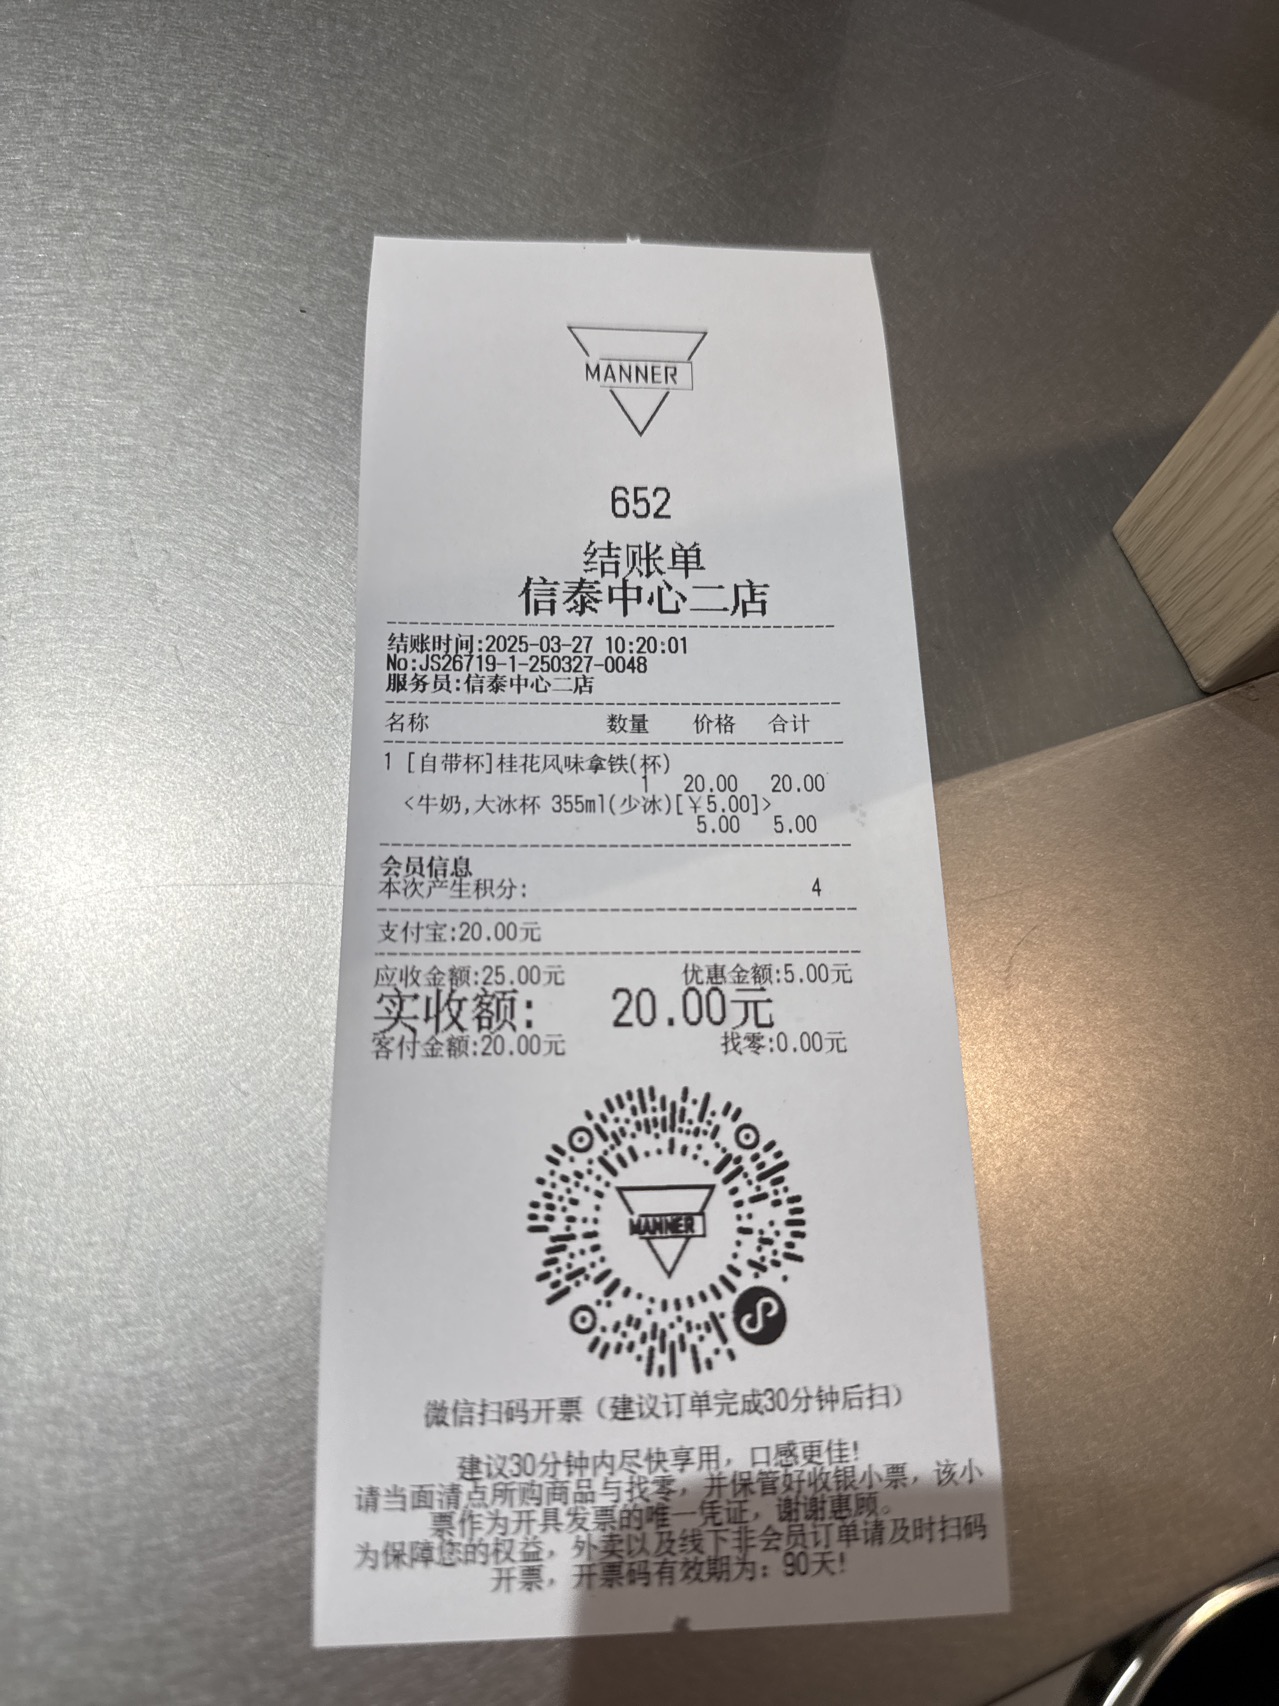 MANNER
652
结账单
信泰中心二店
结账时间:2025-03-27 10:20:01
No:JS26719-1-250327-0048
服务员:信泰中心二店
名称 数量 价格 合计
1 [自带杯]桂花风味拿铁(杯)
1 20.00 20.00
<牛奶,大冰杯 355ml(少冰)[¥5.00]>
5.00 5.00
会员信息
本次产生积分: 4
支付宝:20.00元
应收金额:25.00元 优惠金额:5.00元
实收额: 20.00元
客付金额:20.00元 找零:0.00元
MANNER
微信扫码开票（建议订单完成30分钟后扫）
建议30分钟内尽快享用，口感更佳!
请当面清点所购商品与找零，并保管好收银小票，该小
票作为开具发票的唯一凭证，谢谢惠顾。
为保障您的权益，外卖以及线下非会员订单请及时扫码
开票，开票码有效期为：90天!